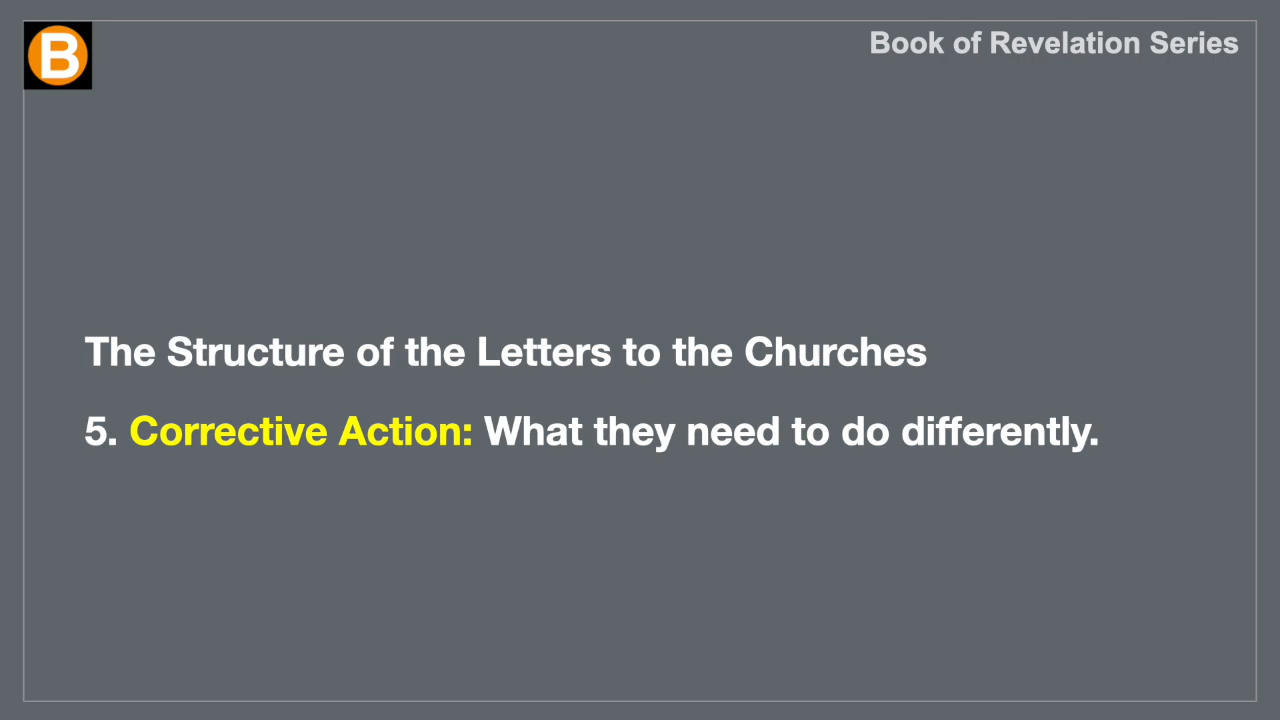 B
Book of Revelation Series
The Structure of the Letters to the Churches
5. Corrective Action: What they need to do differently.